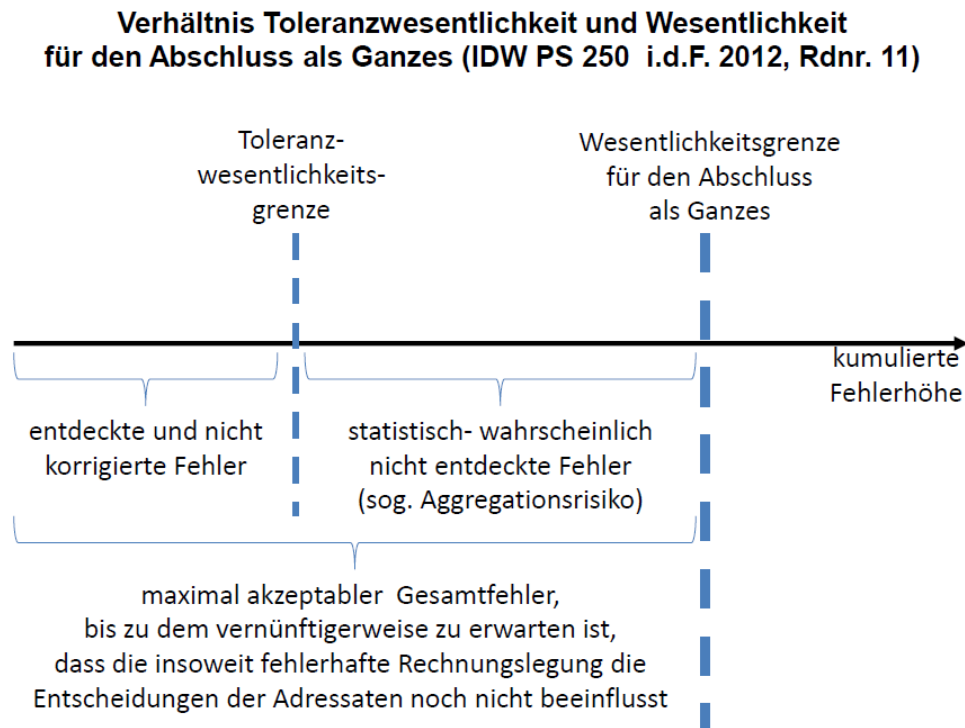 Verhältnis Toleranzwesentlichkeit und Wesentlichkeit
für den Abschluss als Ganzes (IDW PS 250 i.d.F. 2012, Rdnr. 11)
Toleranz-
wesentlichkeits-
grenze
Wesentlichkeitsgrenze
für den Abschluss
als Ganzes
kumulierte
Fehlerhöhe
entdeckte und nicht
korrigierte Fehler
statistisch- wahrscheinlich
nicht entdeckte Fehler
(sog. Aggregationsrisiko)
maximal akzeptabler Gesamtfehler,
bis zu dem vernünftigerweise zu erwarten ist,
dass die insoweit fehlerhafte Rechnungslegung die
Entscheidungen der Adressaten noch nicht beeinflusst